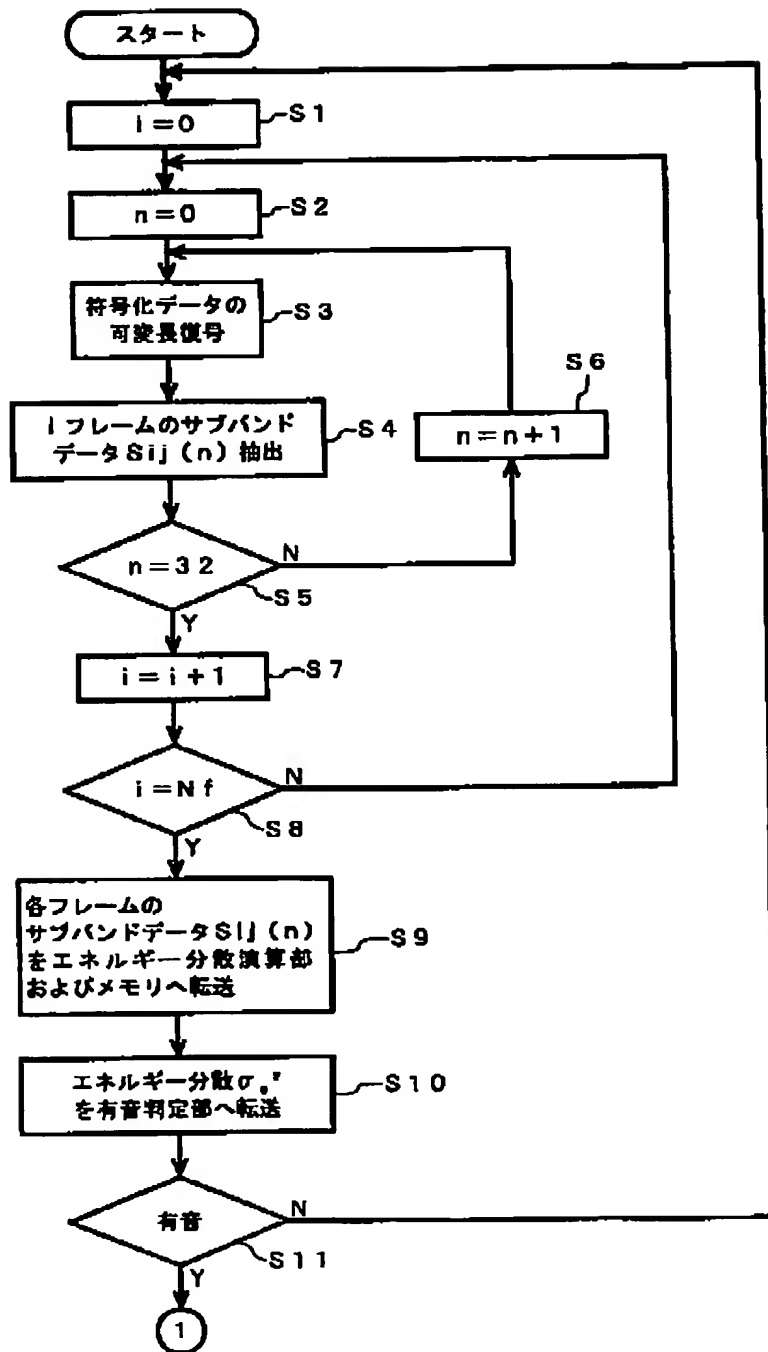 スタート
i=0
S1
n=0
S2
符号化データの
可変長復号
S3
iフレームのサブバンド
データSij(n)抽出
S4
n=n+1
S6
n=32
S5
N
Y
i=i+1
S7
i=Nf
S8
N
Y
各フレームの
サブバンドデータSij(n)
をエネルギー分散演算部
およびメモリへ転送
S9
エネルギー分散σ
を有音判定部へ転送
S10
有音
S11
N
Y
1